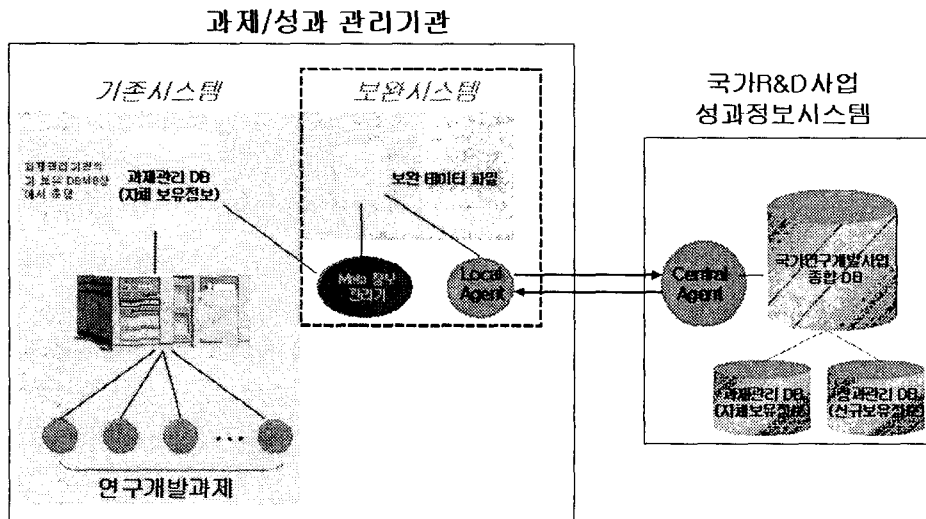 과제/성과 관리기관
기존시스템
보완시스템
국가R&D사업
성과정보시스템
과제관리 DB
(자체 보유정보)
보완 데이터 파일
Meta 정보
관리기
Local
Agent
Central
Agent
국가연구개발사업
종합 DB
과제관리 DB
(자체보유정보)
성과관리 DB
(신규보유정보)
...
연구개발과제